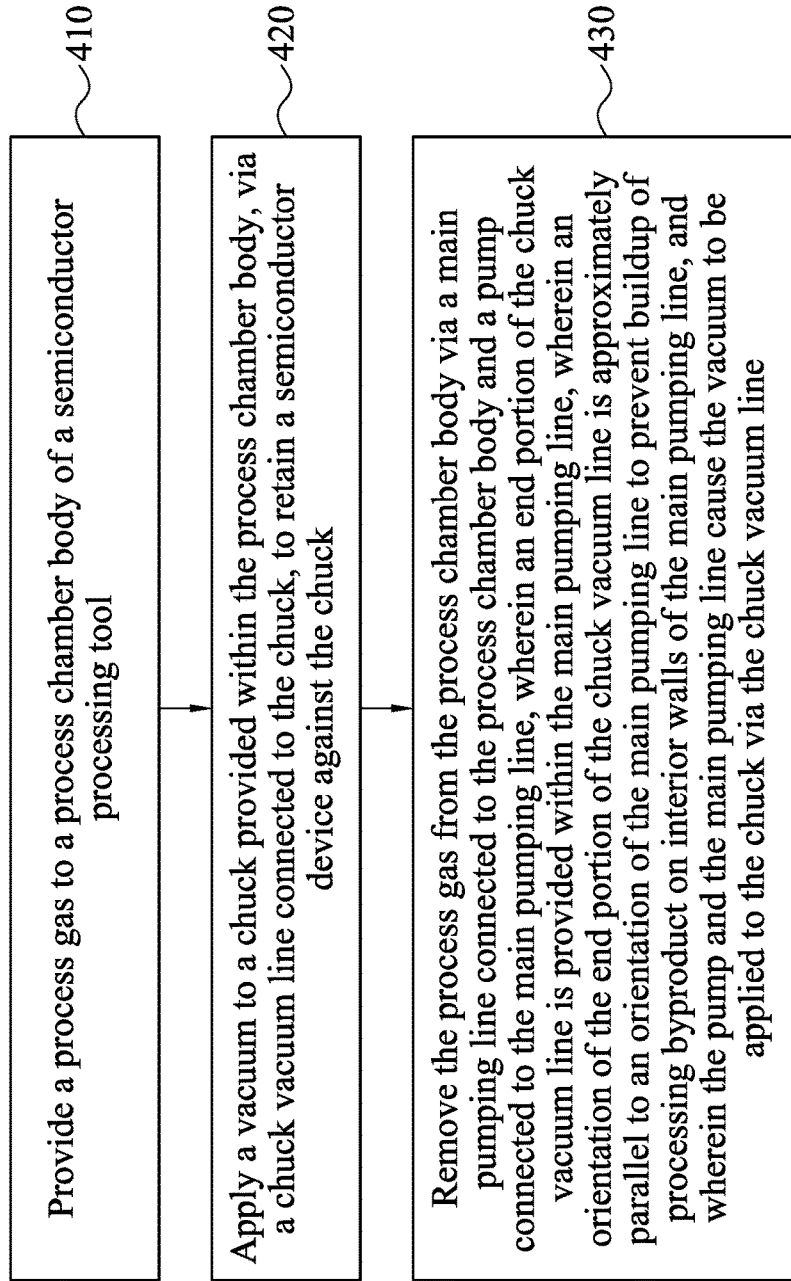 410
Provide a process gas to a process chamber body of a semiconductor
processing tool
420
Apply a vacuum to a chuck provided within the process chamber body, via
a chuck vacuum line connected to the chuck, to retain a semiconductor
device against the chuck
430
Remove the process gas from the process chamber body via a main
pumping line connected to the process chamber body and a pump
connected to the main pumping line, wherein an end portion of the chuck
vacuum line is provided within the main pumping line, wherein an
orientation of the end portion of the chuck vacuum line is approximately
parallel to an orientation of the main pumping line to prevent buildup of
processing byproduct on interior walls of the main pumping line, and
wherein the pump and the main pumping line cause the vacuum to be
applied to the chuck via the chuck vacuum line